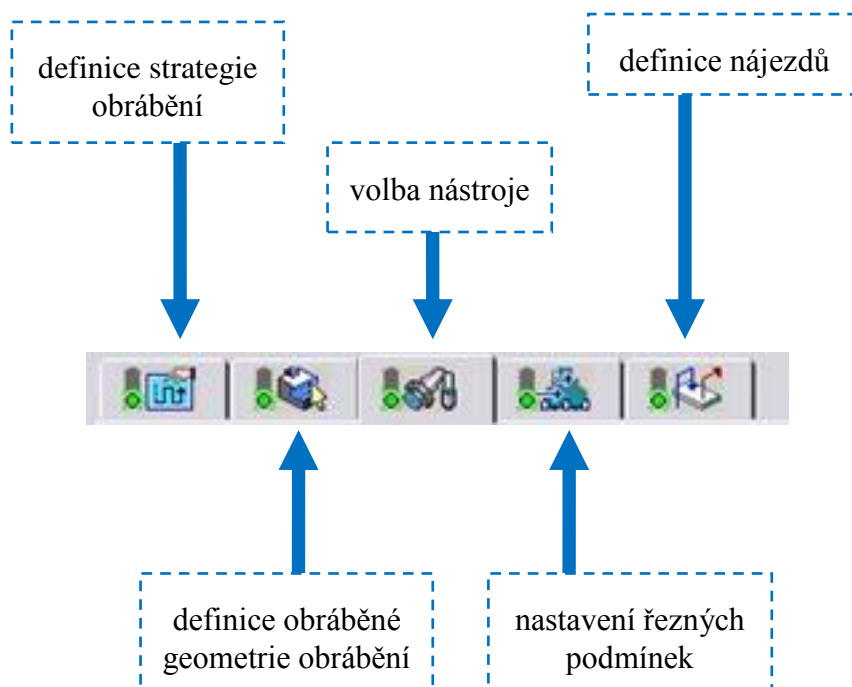 definice strategie
obrábění
definice nájezdů
volba nástroje
definice obráběné
geometrie obrábění
nastavení řezných
podmínek